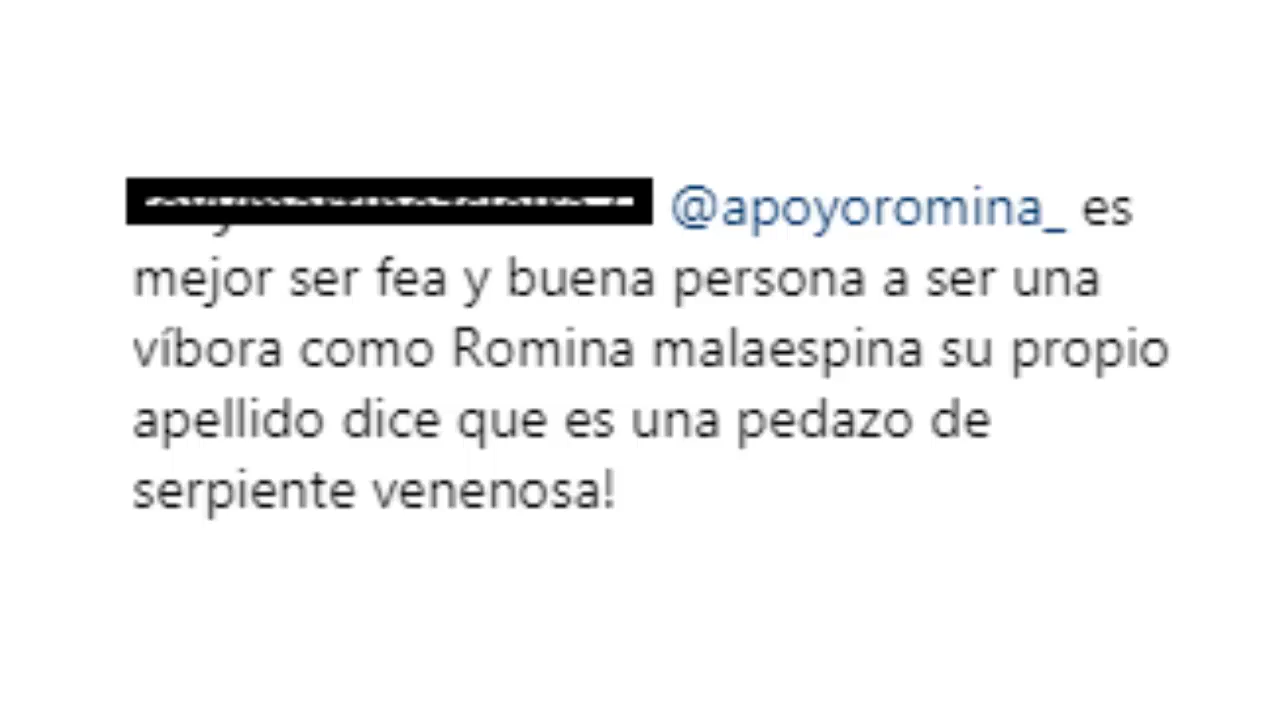 @apoyoromina_ es
mejor ser fea y buena persona a ser una
víbora como Romina malaespina su propio
apellido dice que es una pedazo de
serpiente venenosa!